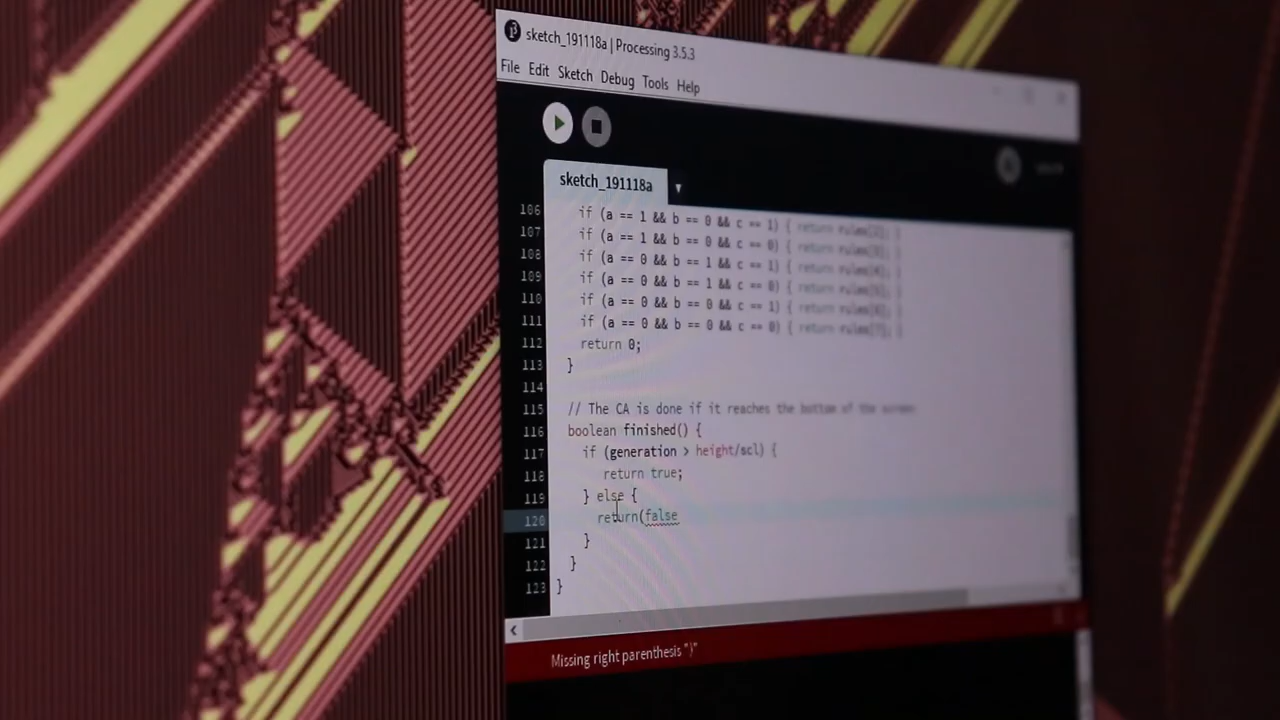 sketch_191118a | Processing 3.5.3
File Edit Sketch Debug Tools Help
sketch_191118a ▼
106 if (a == 1 && b == 0 && c == 1) { return rules[2]; }
107 if (a == 1 && b == 0 && c == 0) { return rules[3]; }
108 if (a == 0 && b == 1 && c == 1) { return rules[4]; }
109 if (a == 0 && b == 1 && c == 0) { return rules[5]; }
110 if (a == 0 && b == 0 && c == 1) { return rules[6]; }
111 if (a == 0 && b == 0 && c == 0) { return rules[7]; }
112 return 0;
113 }
114
115 // The CA is done if it reaches the bottom of the screen
116 boolean finished() {
117 if (generation > height/scl) {
118 return true;
119 } else {
120 return(false
121 }
122 }
123 }
Missing right parenthesis ")"